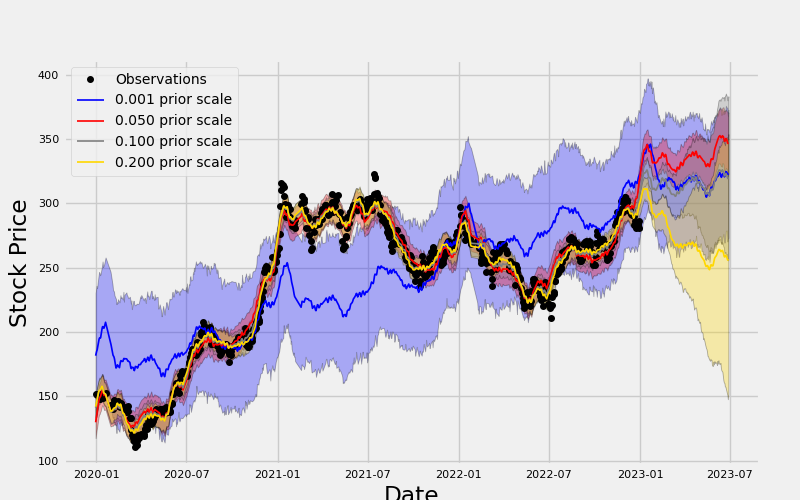 400
350
300
250
200
150
100
Stock Price
Observations
0.001 prior scale
0.050 prior scale
0.100 prior scale
0.200 prior scale
2020-01 2020-07 2021-01 2021-07 2022-01 2022-07 2023-01 2023-07
Date